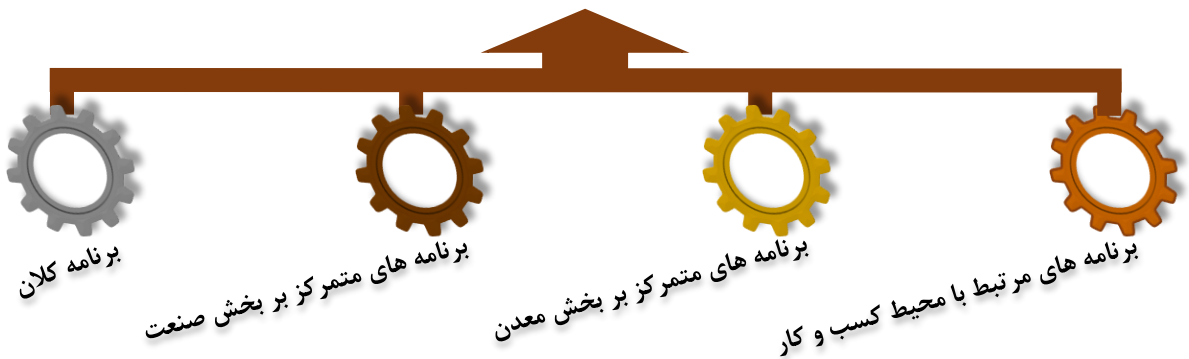 برنامه های مرتبط با محیط کسب و کار
برنامه های متمرکز بر بخش معدن
برنامه های متمرکز بر بخش صنعت
برنامه کلان